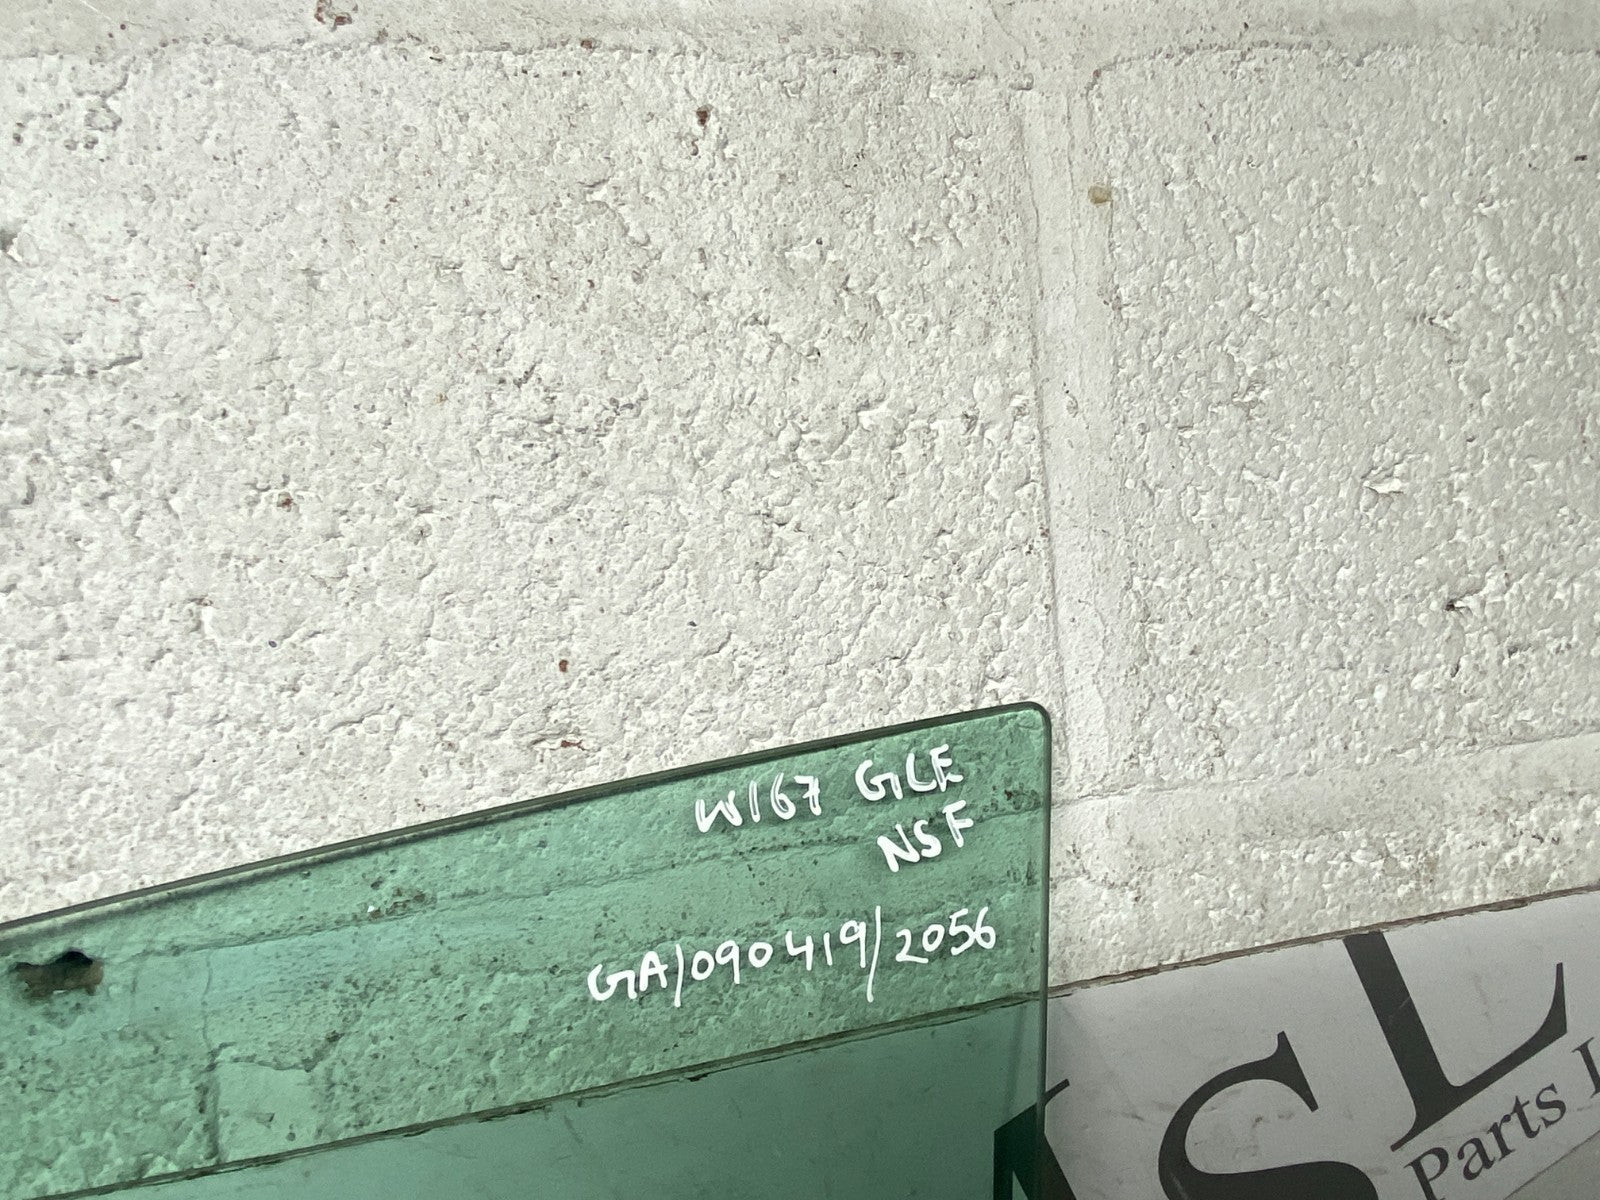 W167 GLE
NSF
GA/090419/2056
SL
Parts